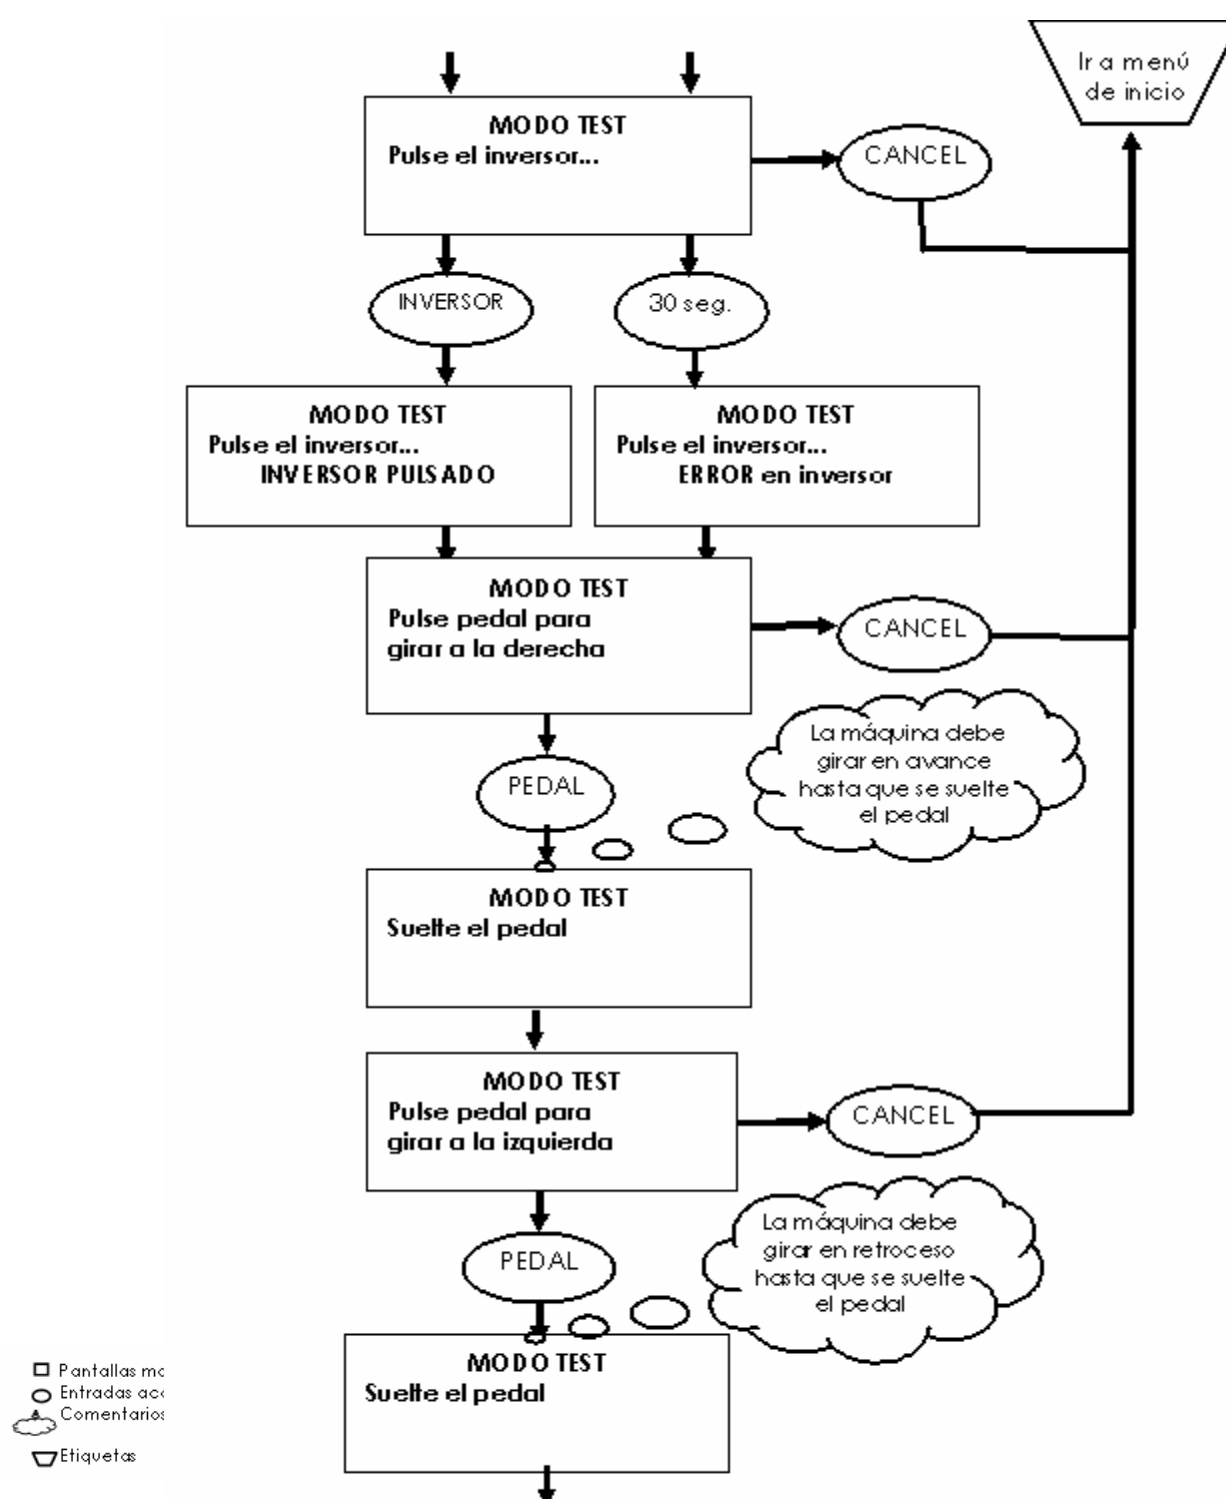 Ir a menú
de inicio
MODO TEST
Pulse el inversor...
CANCEL
INVERSOR
30 seg.
MODO TEST
Pulse el inversor...
INVERSOR PULSADO
MODO TEST
Pulse el inversor...
ERROR en inversor
MODO TEST
Pulse pedal para
girar a la derecha
CANCEL
La máquina debe
girar en avance
hasta que se suelte
el pedal
PEDAL
MODO TEST
Suelte el pedal
MODO TEST
Pulse pedal para
girar a la izquierda
CANCEL
La máquina debe
girar en retroceso
hasta que se suelte
el pedal
PEDAL
MODO TEST
Suelte el pedal
Pantallas
Entradas
Comentarios
Etiquetas